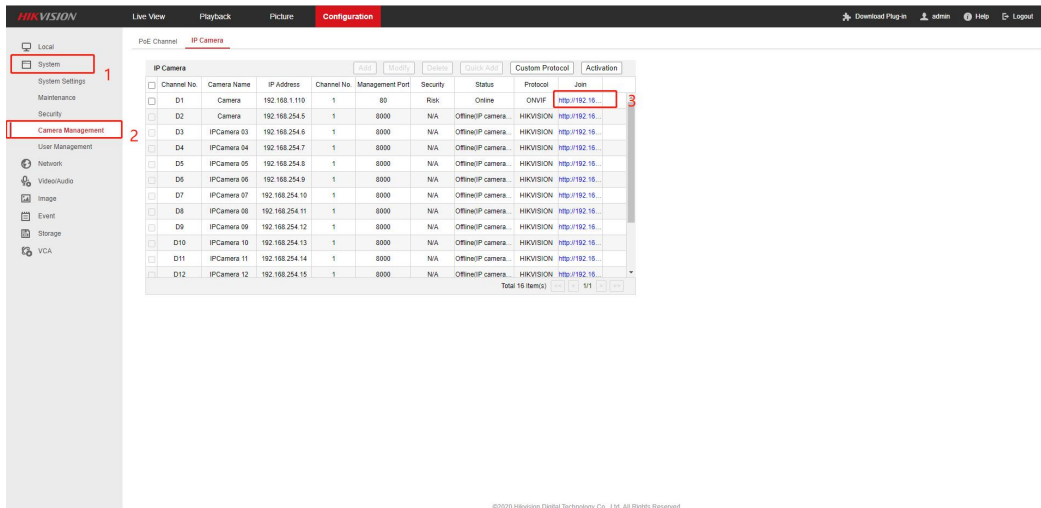 HIKVISION Live View Playback Picture Configuration Download Plug-in admin Help Logout
Local
System
1
System Settings
Maintenance
Security
Camera Management
2
User Management
Network
Video/Audio
Image
Event
Storage
VCA
PoE Channel IP Camera
IP Camera Add Modify Delete Quick Add Custom Protocol Activation
Channel No. Camera Name IP Address Channel No. Management Port Security Status Protocol Join
D1 Camera 192.168.1.110 1 80 Risk Online ONVIF http://192.16...
3
D2 Camera 192.168.254.5 1 8000 N/A Offline(IP camera... HIKVISION http://192.16...
D3 IPCamera 03 192.168.254.6 1 8000 N/A Offline(IP camera... HIKVISION http://192.16...
D4 IPCamera 04 192.168.254.7 1 8000 N/A Offline(IP camera... HIKVISION http://192.16...
D5 IPCamera 05 192.168.254.8 1 8000 N/A Offline(IP camera... HIKVISION http://192.16...
D6 IPCamera 06 192.168.254.9 1 8000 N/A Offline(IP camera... HIKVISION http://192.16...
D7 IPCamera 07 192.168.254.10 1 8000 N/A Offline(IP camera... HIKVISION http://192.16...
D8 IPCamera 08 192.168.254.11 1 8000 N/A Offline(IP camera... HIKVISION http://192.16...
D9 IPCamera 09 192.168.254.12 1 8000 N/A Offline(IP camera... HIKVISION http://192.16...
D10 IPCamera 10 192.168.254.13 1 8000 N/A Offline(IP camera... HIKVISION http://192.16...
D11 IPCamera 11 192.168.254.14 1 8000 N/A Offline(IP camera... HIKVISION http://192.16...
D12 IPCamera 12 192.168.254.15 1 8000 N/A Offline(IP camera... HIKVISION http://192.16...
Total 16 item(s) << < 1/1 > >>
©2020 Hikvision Digital Technology Co., Ltd. All Rights Reserved.